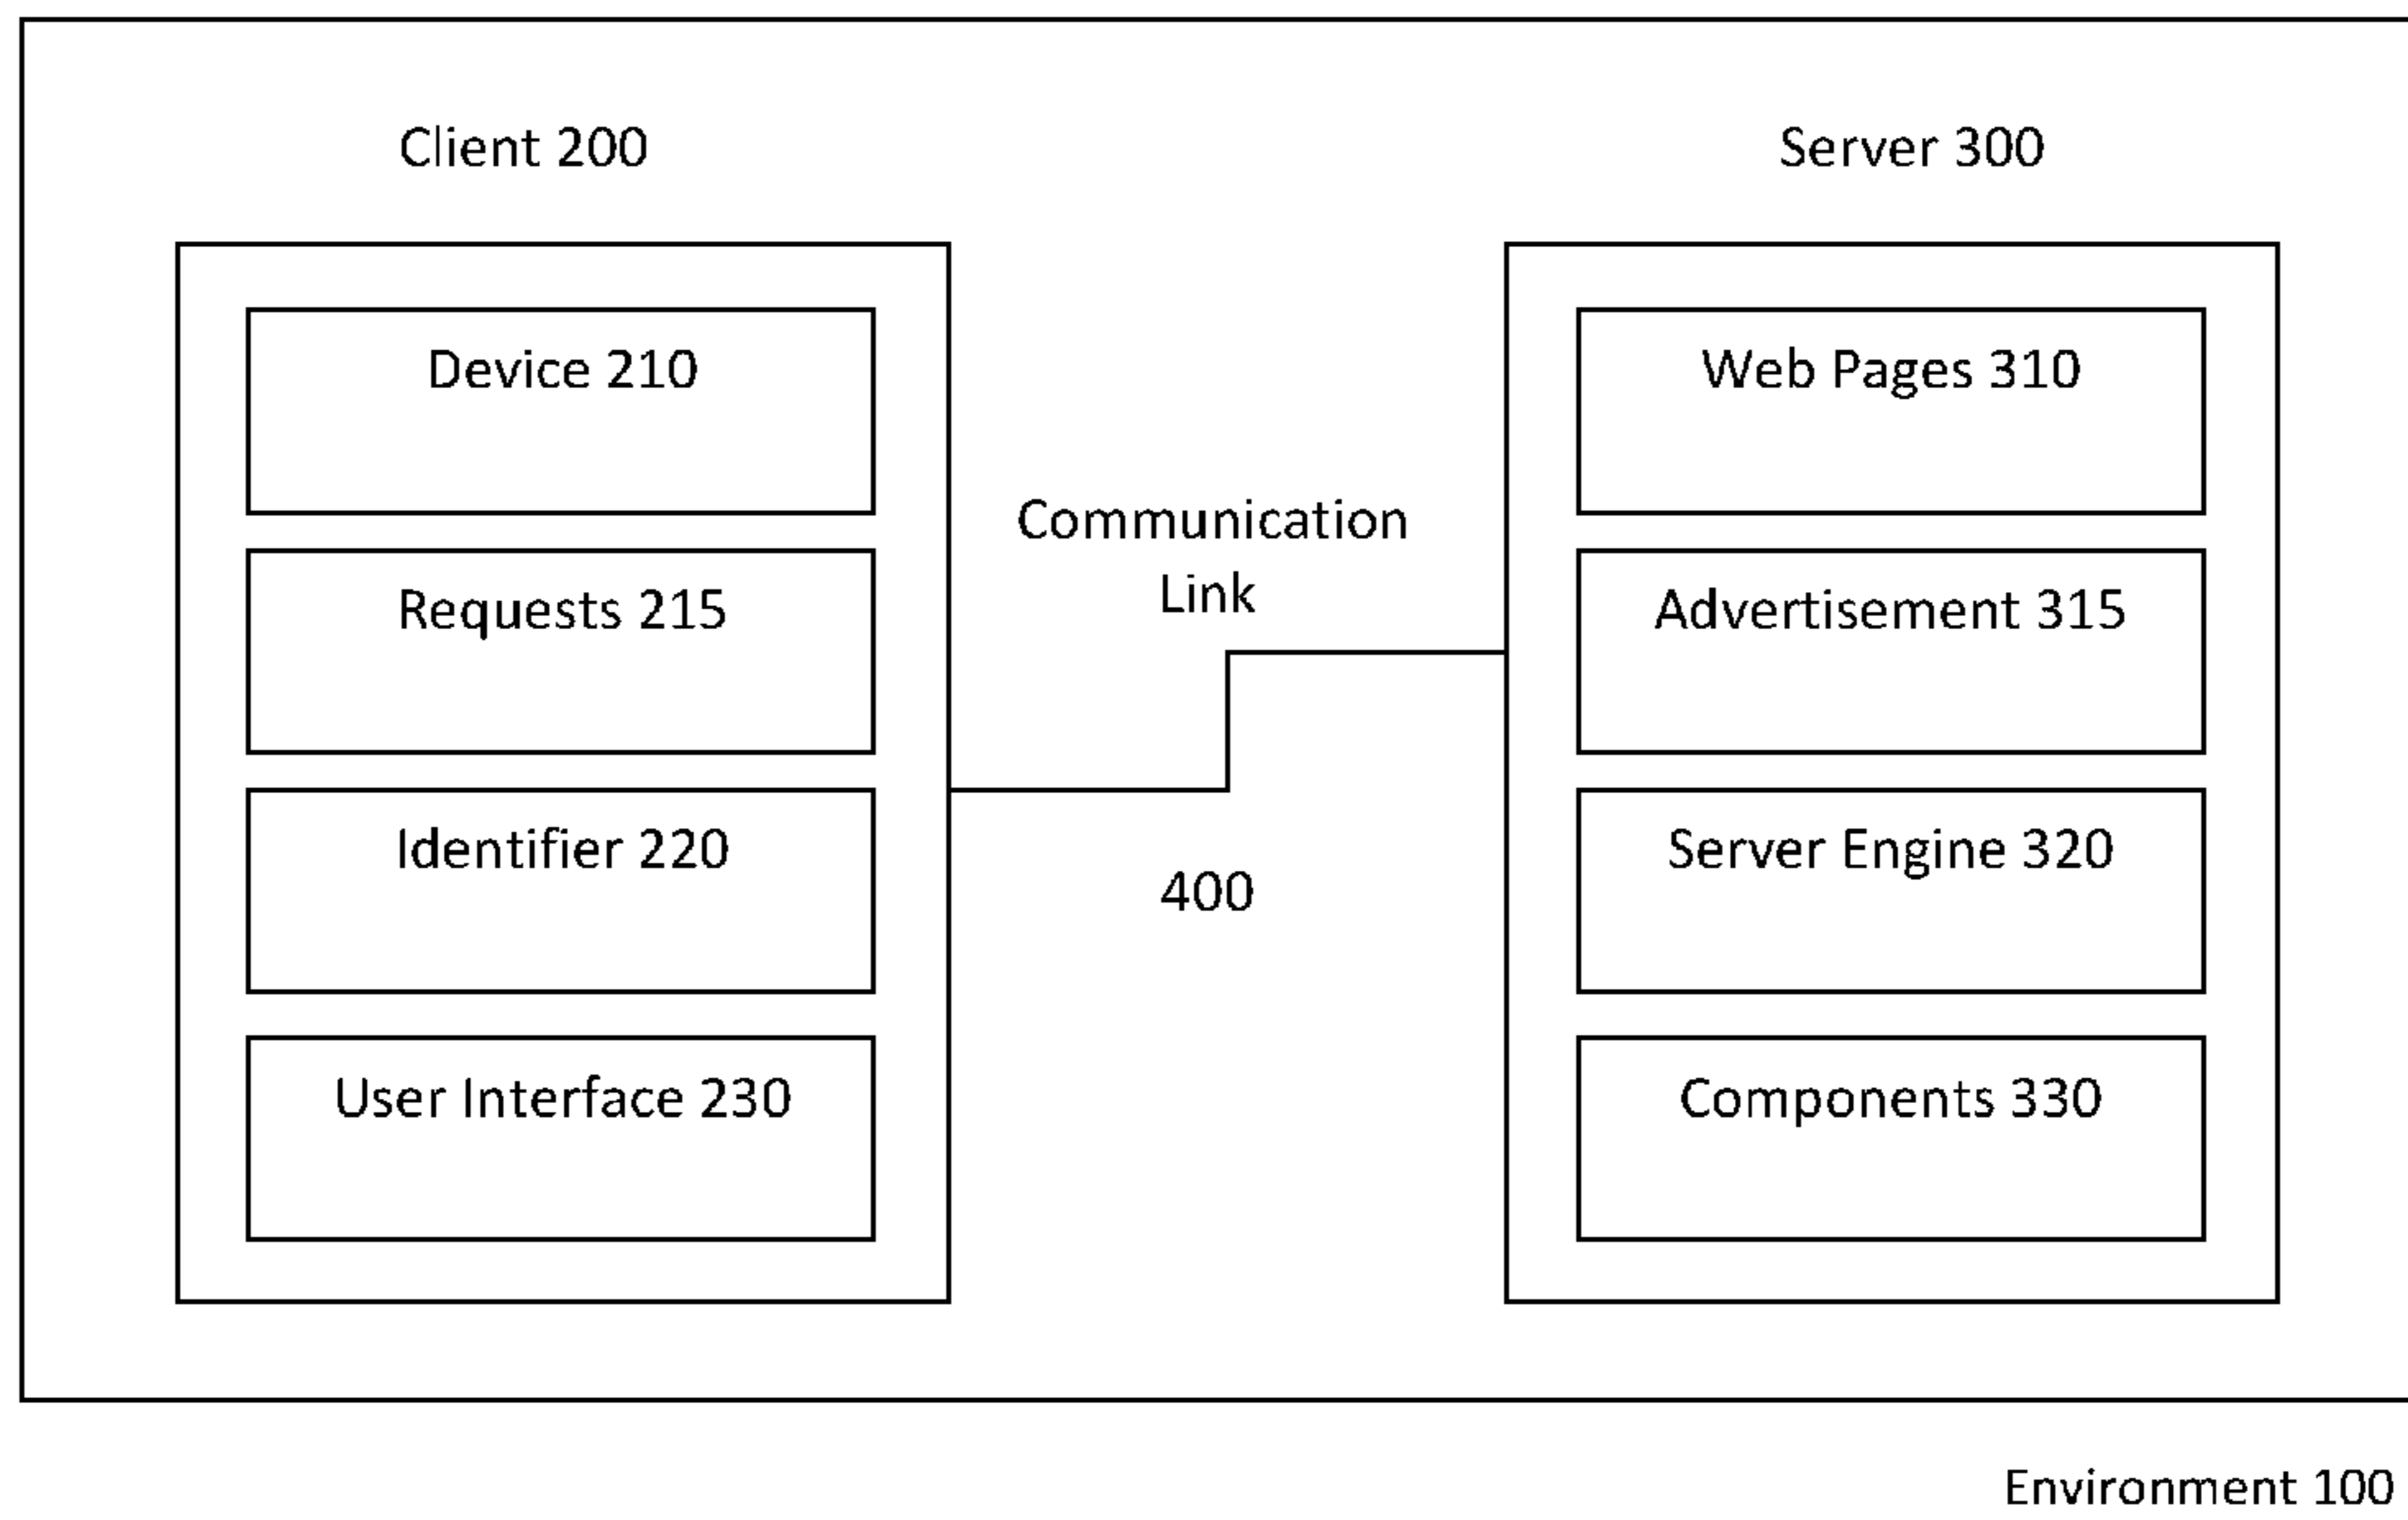 Client 200
Server 300
Device 210
Requests 215
Identifier 220
User Interface 230
Communication
Link
400
Web Pages 310
Advertisement 315
Server Engine 320
Components 330
Environment 100